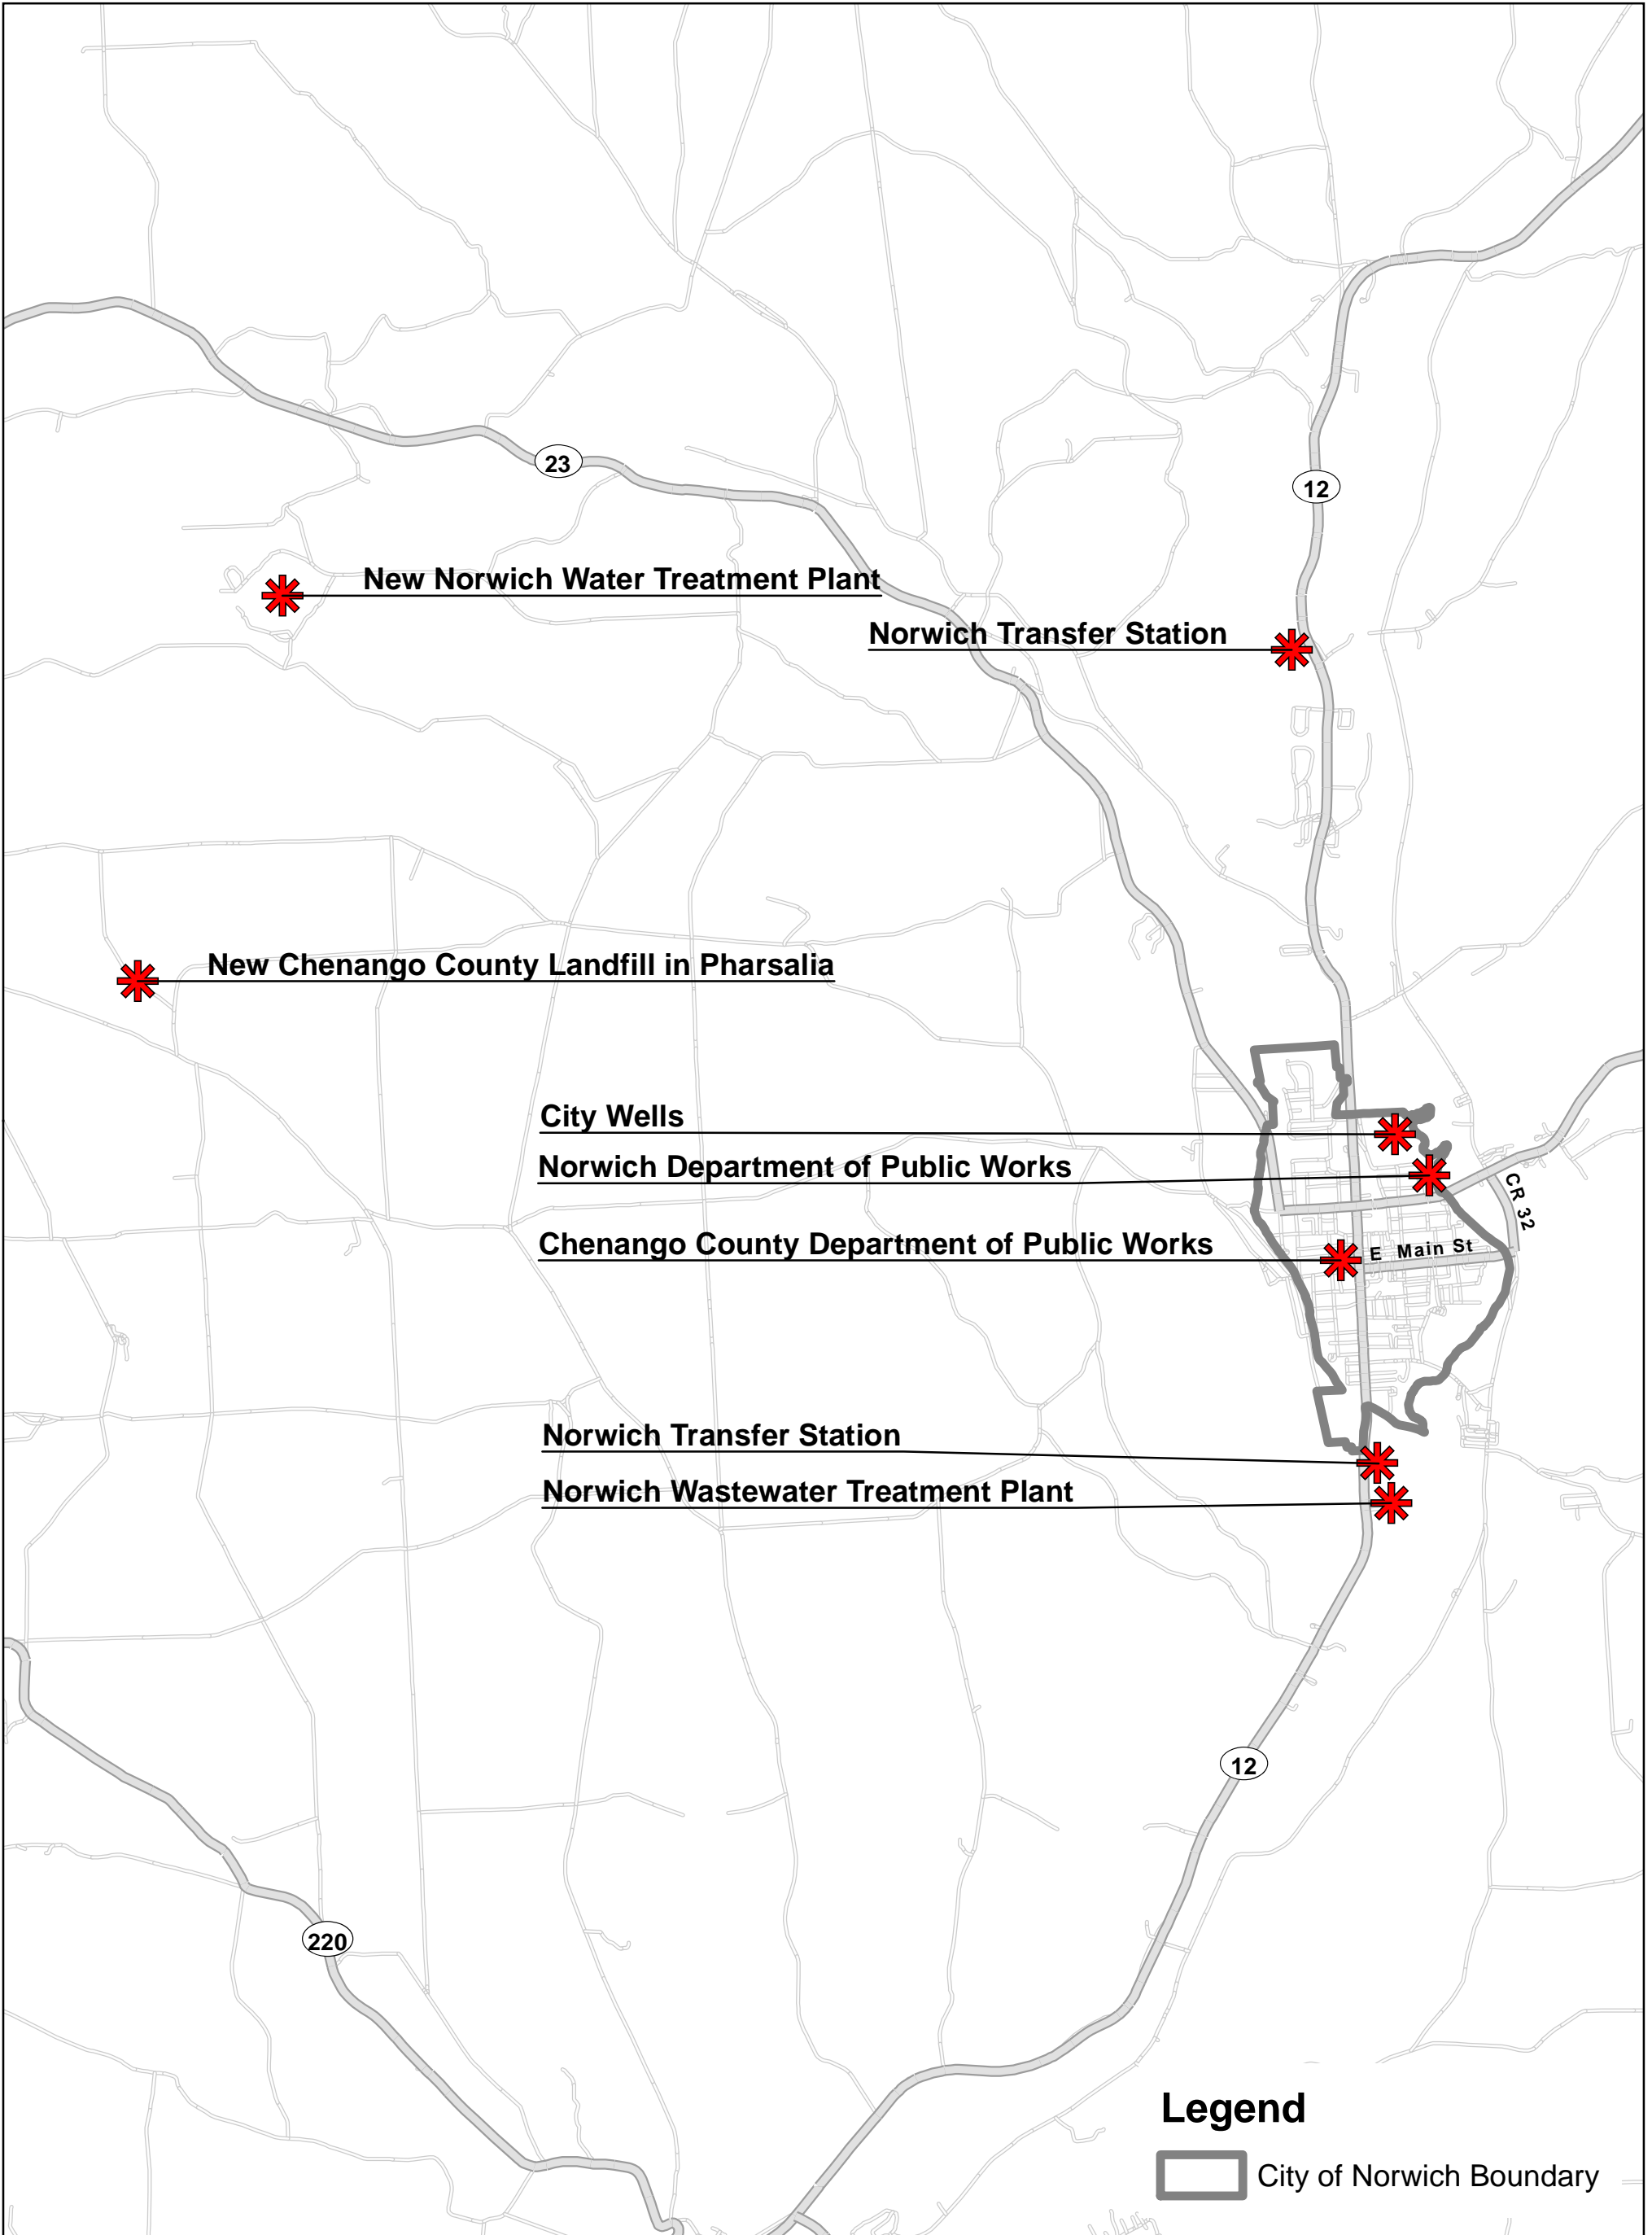 23
12
New Norwich Water Treatment Plant
Norwich Transfer Station
New Chenango County Landfill in Pharsalia
City Wells
Norwich Department of Public Works
CR 32
Chenango County Department of Public Works
E Main St
Norwich Transfer Station
Norwich Wastewater Treatment Plant
12
220
Legend
City of Norwich Boundary